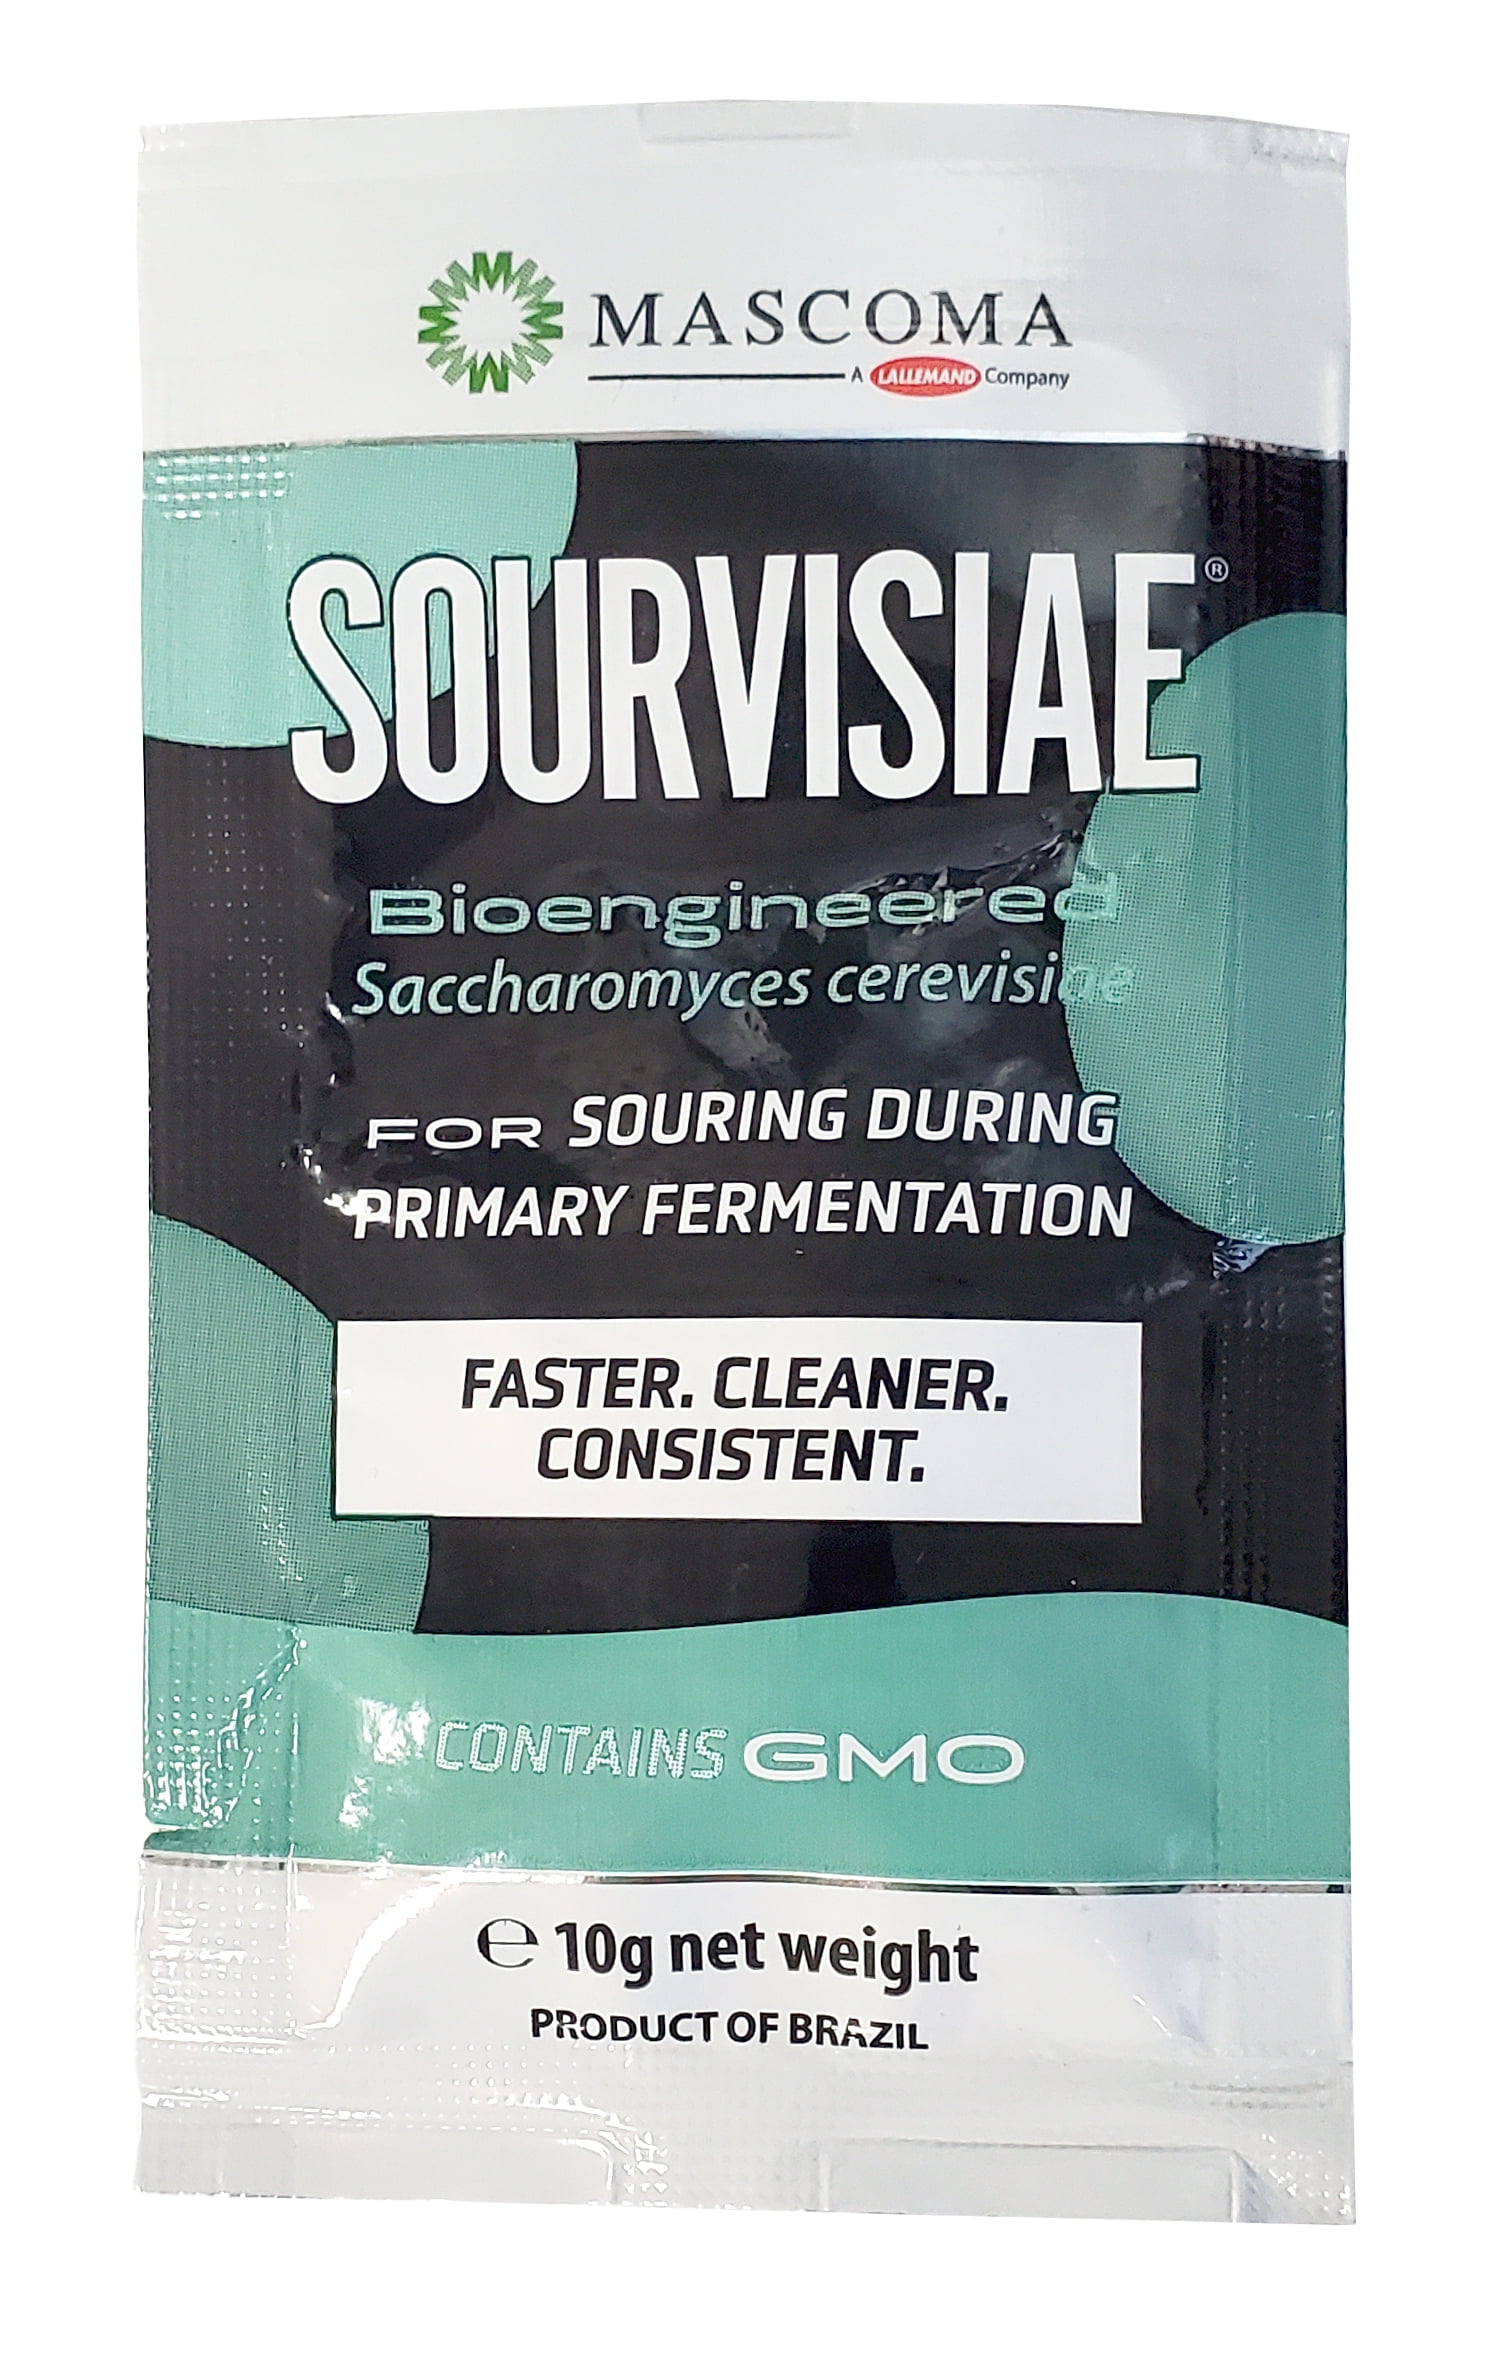 MASCOMA
A LALLEMAND Company
SOURVISIAE®
Bioengineered
Saccharomyces cerevisiae
FOR SOURING DURING
PRIMARY FERMENTATION
FASTER. CLEANER.
CONSISTENT.
CONTAINS GMO
℮ 10g net weight
PRODUCT OF BRAZIL